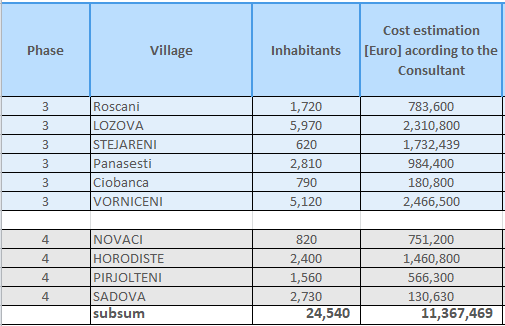 Phase Village Inhabitants Cost estimation [Euro] acording to the Consultant
3 Roscani 1,720 783,600
3 LOZOVA 5,970 2,310,800
3 STEJARENI 620 1,732,439
3 Panasesti 2,810 984,400
3 Ciobanca 790 180,800
3 VORNICENI 5,120 2,466,500
4 NOVACI 820 751,200
4 HORODISTE 2,400 1,460,800
4 PIRJOLTENI 1,560 566,300
4 SADOVA 2,730 130,630
subsum 24,540 11,367,469